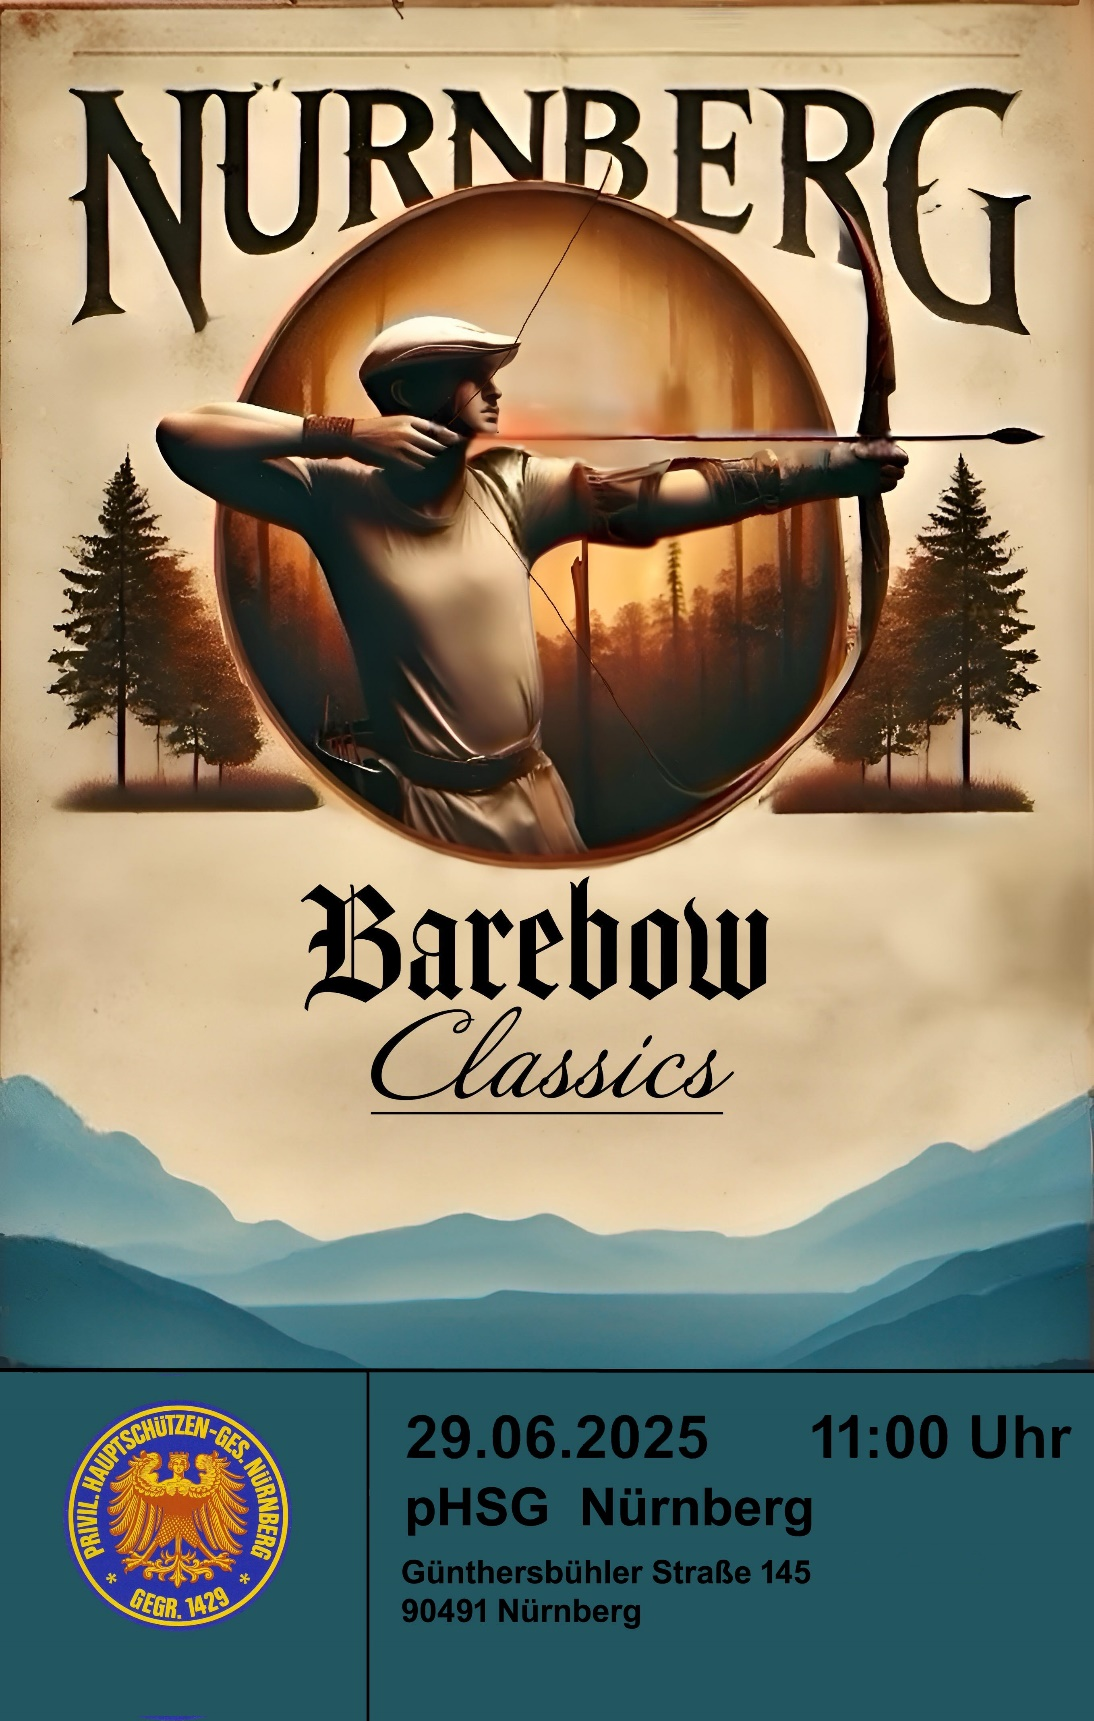 NÜRNBERG
Barebow
Classics
PRIVIL. HAUPTSCHÜTZEN-GES. NÜRNBERG
* GEGR. 1429 *
29.06.2025 11:00 Uhr
pHSG Nürnberg
Günthersbühler Straße 145
90491 Nürnberg